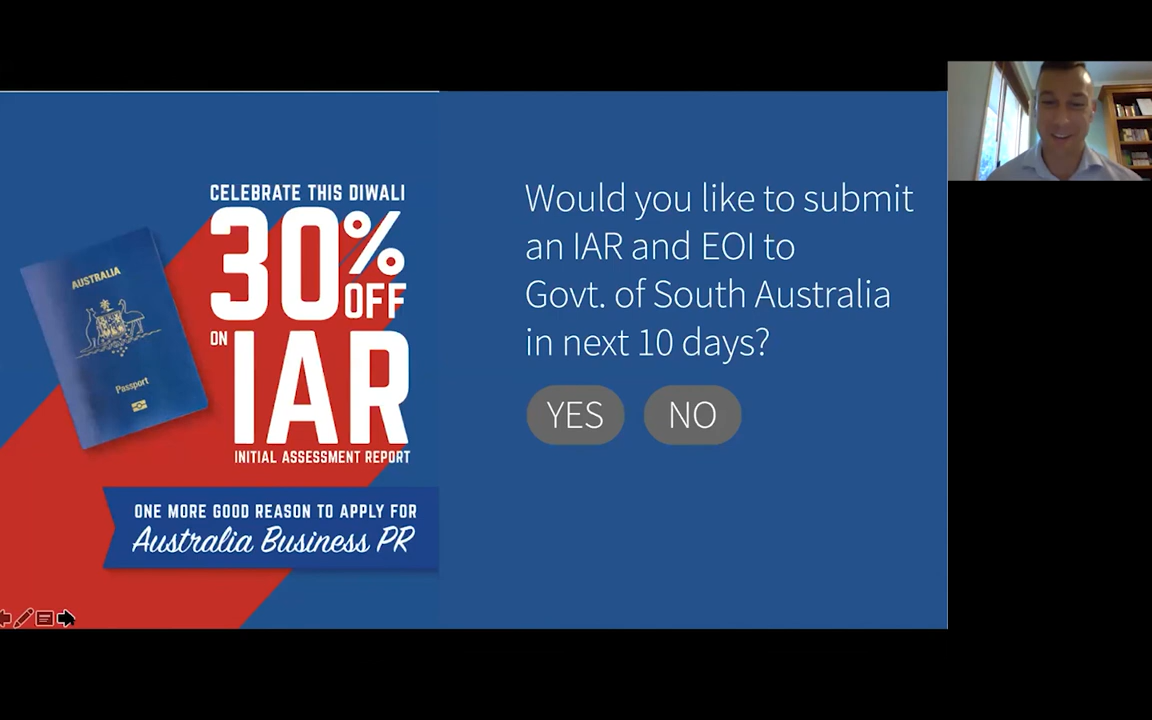 CELEBRATE THIS DIWALI
30%
OFF
ON
IAR
INITIAL ASSESSMENT REPORT
AUSTRALIA
Passport
ONE MORE GOOD REASON TO APPLY FOR
Australia Business PR
Would you like to submit
an IAR and EOI to
Govt. of South Australia
in next 10 days?
YES
NO